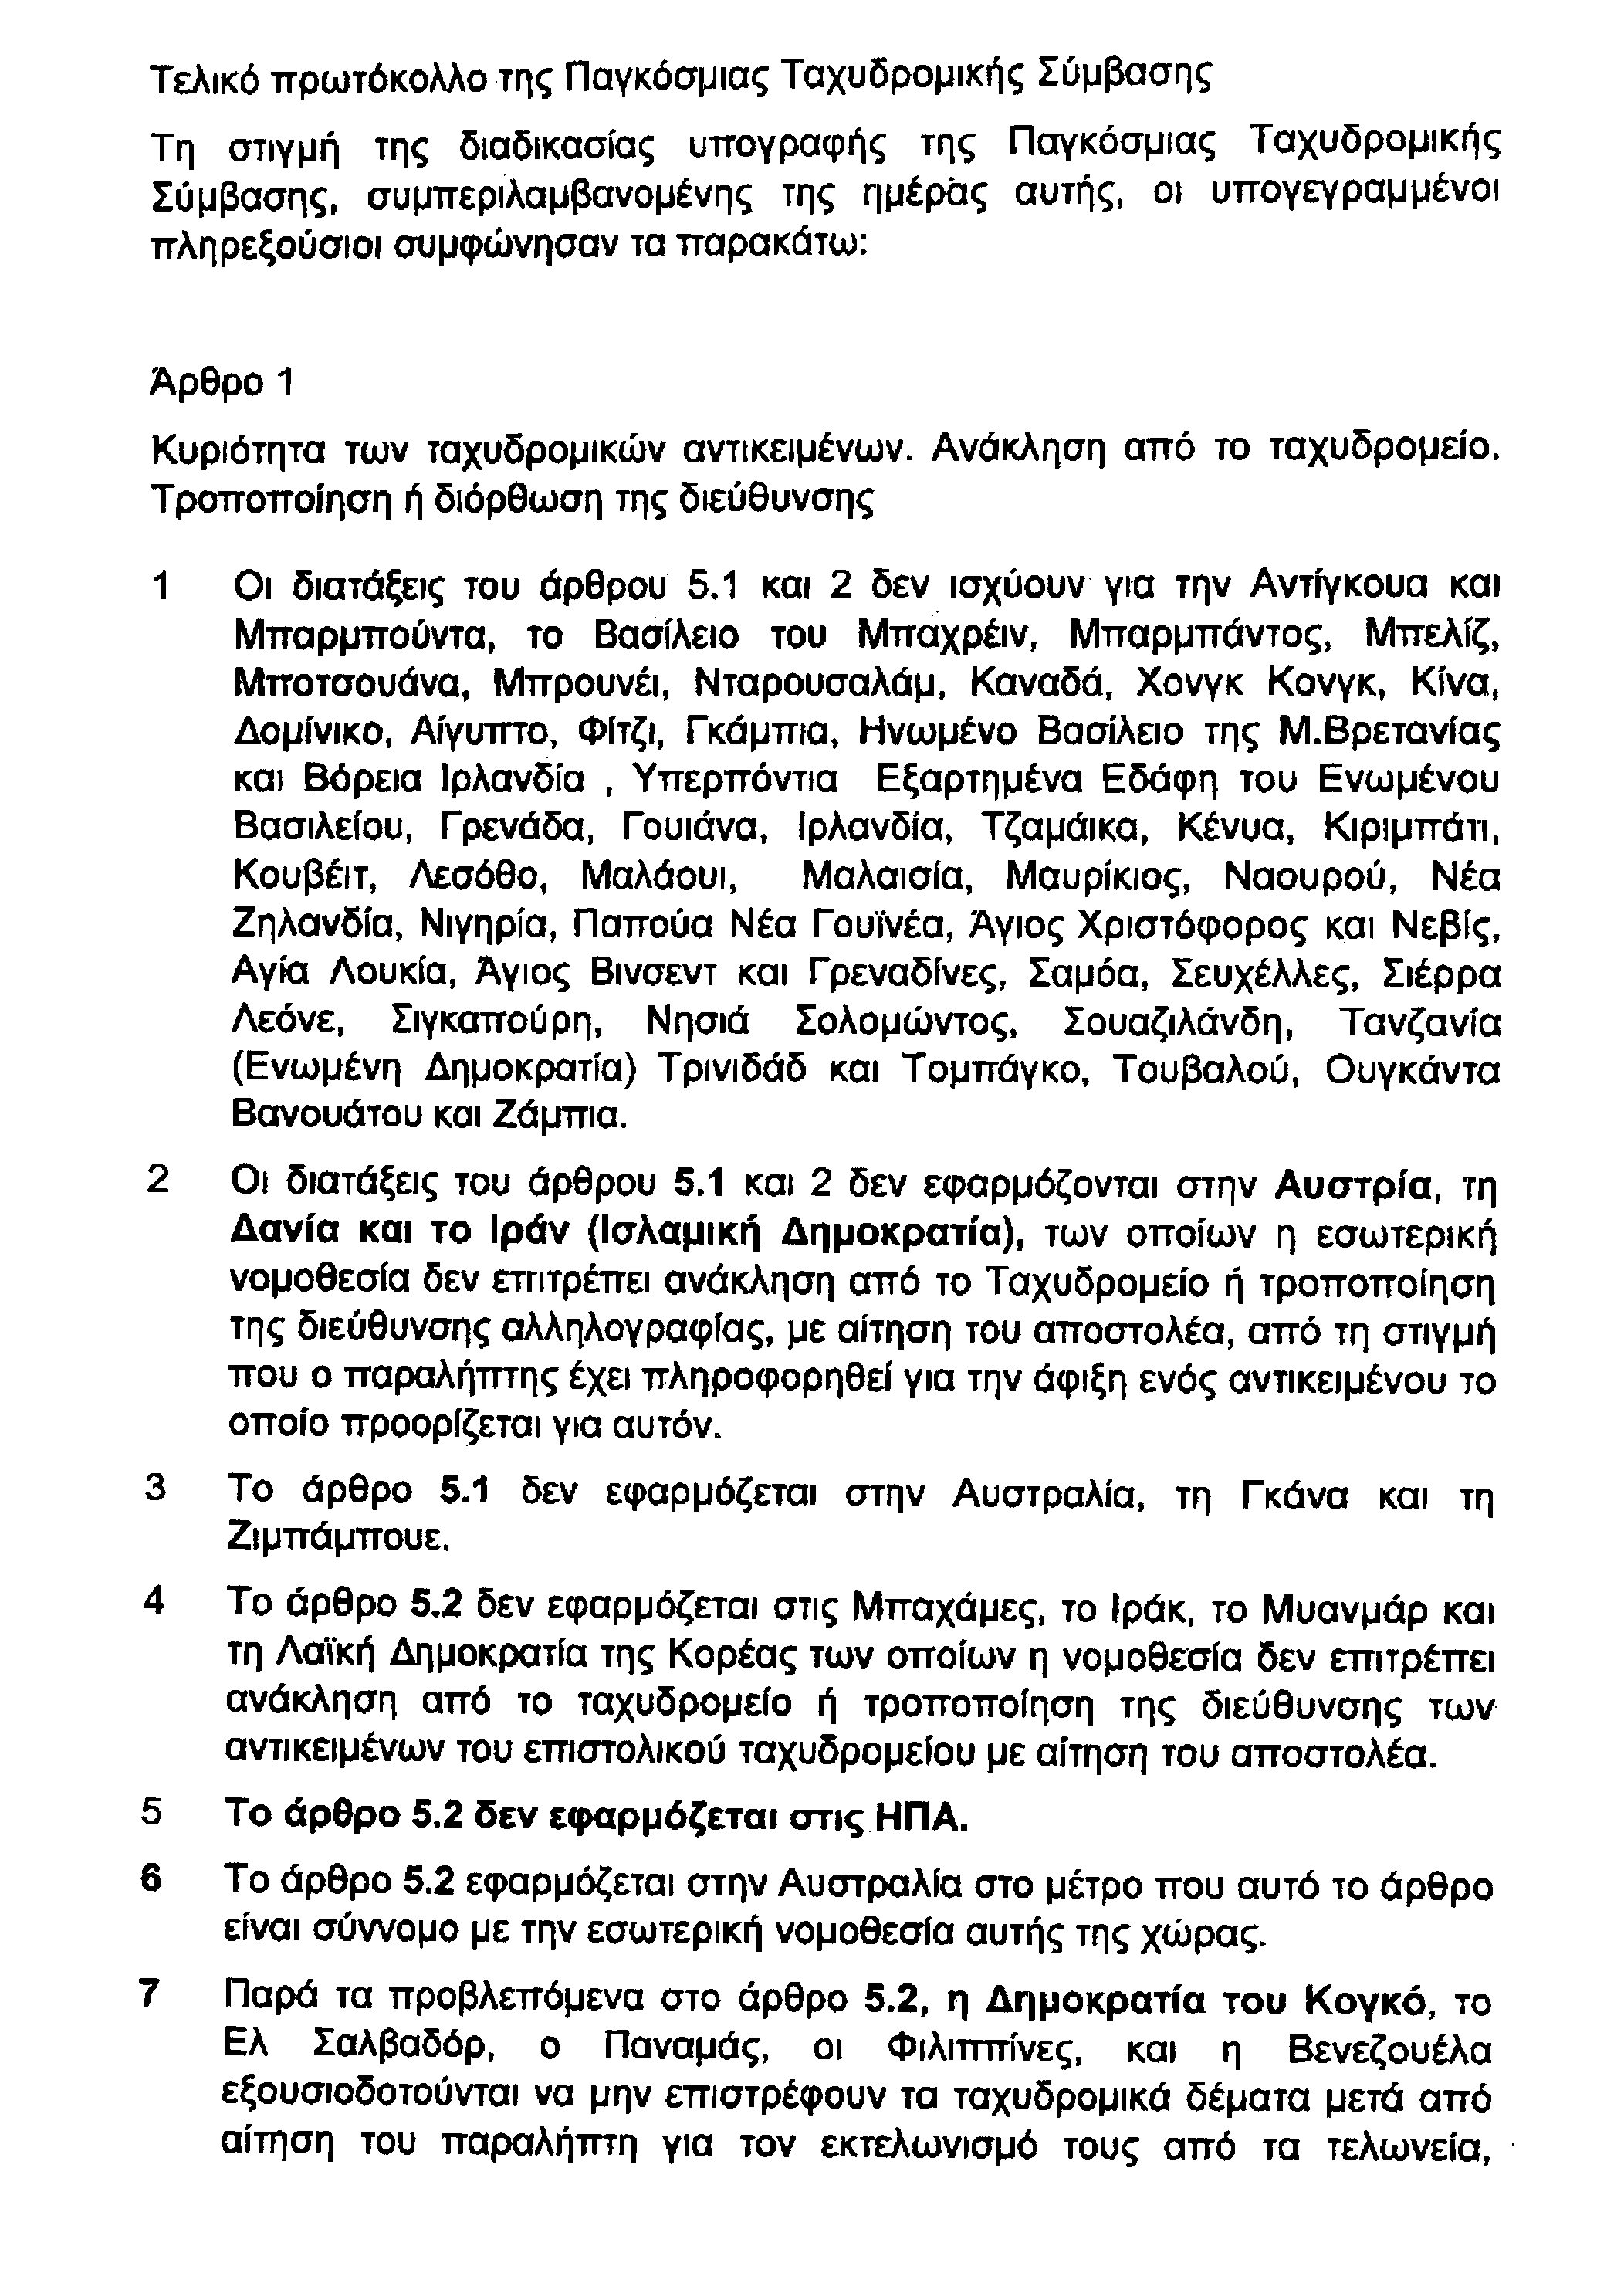 Τελικό πρωτόκολλο της Παγκόσμιας Ταχυδρομικής Σύμβασης
Τη στιγμή της διαδικασίας υπογραφής της Παγκόσμιας Ταχυδρομικής
Σύμβασης, συμπεριλαμβανομένης της ημέρας αυτής, οι υπογεγραμμένοι
πληρεξούσιοι συμφώνησαν τα παρακάτω:
Άρθρο 1
Κυριότητα των ταχυδρομικών αντικειμένων. Ανάκληση από το ταχυδρομείο.
Τροποποίηση ή διόρθωση της διεύθυνσης
1 Οι διατάξεις του άρθρου 5.1 και 2 δεν ισχύουν για την Αντίγκουα και
Μπαρμπούντα, το Βασίλειο του Μπαχρέιν, Μπαρμπάντος, Μπελίζ,
Μποτσουάνα, Μπρουνέι, Νταρουσαλάμ, Καναδά, Χονγκ Κονγκ, Κίνα,
Δομίνικο, Αίγυπτο, Φίτζι, Γκάμπια, Ηνωμένο Βασίλειο της Μ.Βρετανίας
και Βόρεια Ιρλανδία , Υπερπόντια Εξαρτημένα Εδάφη του Ενωμένου
Βασιλείου, Γρενάδα, Γουιάνα, Ιρλανδία, Τζαμάικα, Κένυα, Κιριμπάτι,
Κουβέιτ, Λεσόθο, Μαλάουι, Μαλαισία, Μαυρίκιος, Ναουρού, Νέα
Ζηλανδία, Νιγηρία, Παπούα Νέα Γουϊνέα, Άγιος Χριστόφορος και Νεβίς,
Αγία Λουκία, Άγιος Βινσεντ και Γρεναδίνες, Σαμόα, Σευχέλλες, Σιέρρα
Λεόνε, Σιγκαπούρη, Νησιά Σολομώντος, Σουαζιλάνδη, Τανζανία
(Ενωμένη Δημοκρατία) Τρινιδάδ και Τομπάγκο, Τουβαλού, Ουγκάντα
Βανουάτου και Ζάμπια.
2 Οι διατάξεις του άρθρου 5.1 και 2 δεν εφαρμόζονται στην Αυστρία, τη
Δανία και το Ιράν (Ισλαμική Δημοκρατία), των οποίων η εσωτερική
νομοθεσία δεν επιτρέπει ανάκληση από το Ταχυδρομείο ή τροποποίηση
της διεύθυνσης αλληλογραφίας, με αίτηση του αποστολέα, από τη στιγμή
που ο παραλήπτης έχει πληροφορηθεί για την άφιξη ενός αντικειμένου το
οποίο προορίζεται για αυτόν.
3 Το άρθρο 5.1 δεν εφαρμόζεται στην Αυστραλία, τη Γκάνα και τη
Ζιμπάμπουε.
4 Το άρθρο 5.2 δεν εφαρμόζεται στις Μπαχάμες, το Ιράκ, το Μυανμάρ και
τη Λαϊκή Δημοκρατία της Κορέας των οποίων η νομοθεσία δεν επιτρέπει
ανάκληση από το ταχυδρομείο ή τροποποίηση της διεύθυνσης των
αντικειμένων του επιστολικού ταχυδρομείου με αίτηση του αποστολέα.
5 Το άρθρο 5.2 δεν εφαρμόζεται στις ΗΠΑ.
6 Το άρθρο 5.2 εφαρμόζεται στην Αυστραλία στο μέτρο που αυτό το άρθρο
είναι σύννομο με την εσωτερική νομοθεσία αυτής της χώρας.
7 Παρά τα προβλεπόμενα στο άρθρο 5.2, η Δημοκρατία του Κογκό, το
Ελ Σαλβαδόρ, ο Παναμάς, οι Φιλιππίνες, και η Βενεζουέλα
εξουσιοδοτούνται να μην επιστρέφουν τα ταχυδρομικά δέματα μετά από
αίτηση του παραλήπτη για τον εκτελωνισμό τους από τα τελωνεία,